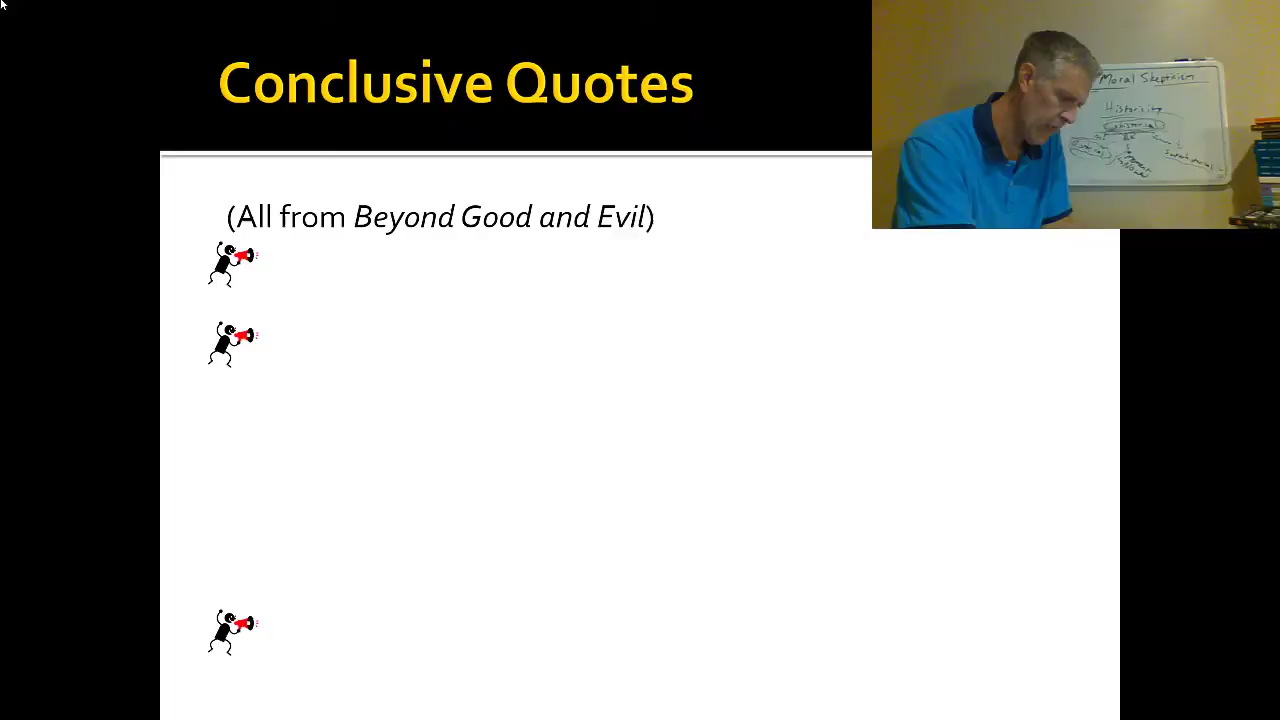 Conclusive Quotes
(All from Beyond Good and Evil)
Moral Skepticism
Historicity